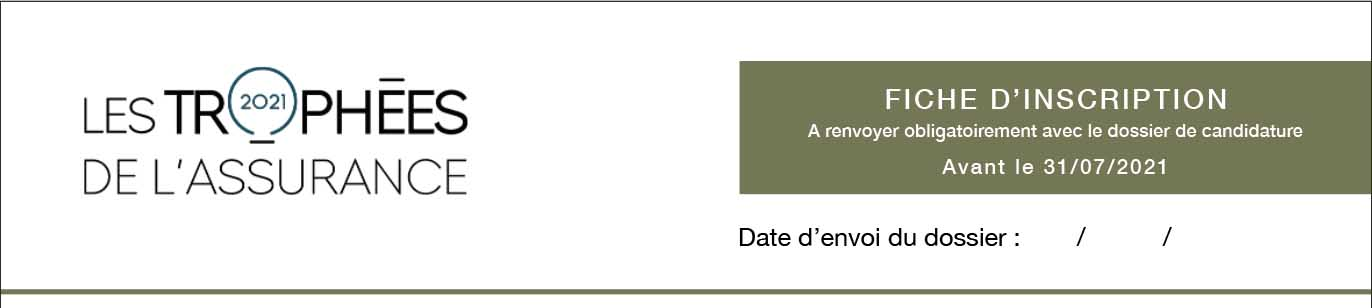 LES TROPHĒES
2021
DE L'ASSURANCE
FICHE D'INSCRIPTION
A renvoyer obligatoirement avec le dossier de candidature
Avant le 31/07/2021
Date d'envoi du dossier : / /